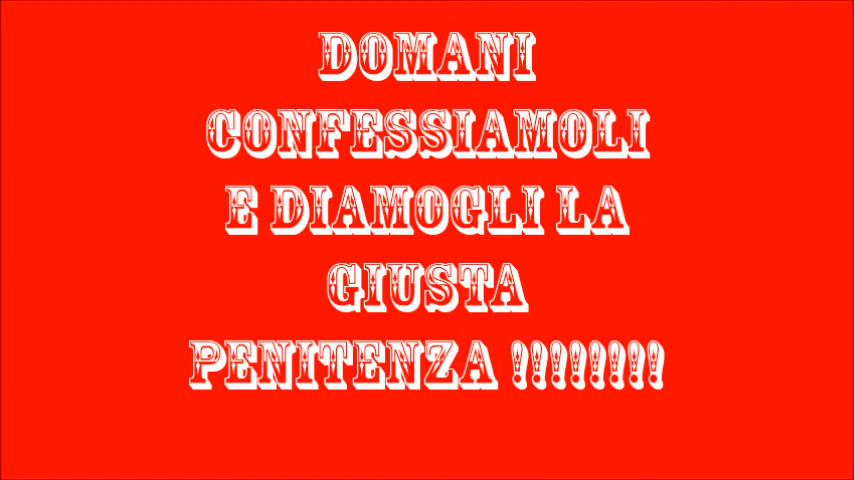 DOMANI
CONFESSIAMOLI
E DIAMOGLI LA
GIUSTA
PENITENZA !!!!!!!!